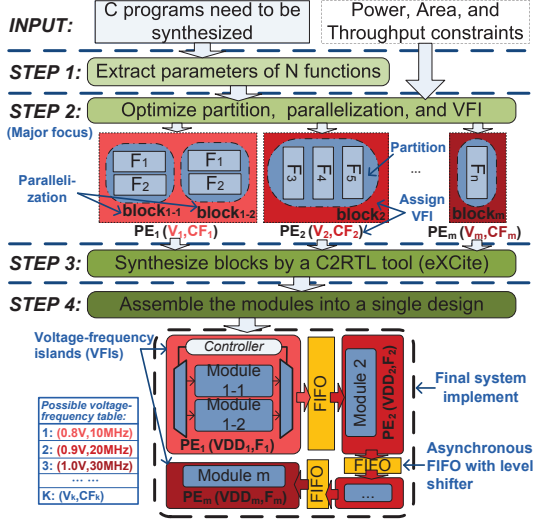 INPUT:
C programs need to be
synthesized
Power, Area, and
Throughput constraints
STEP 1:
Extract parameters of N functions
STEP 2:
(Major focus)
Optimize partition, parallelization, and VFI
F1
F2
F1
F2
block1-1
block1-2
PE1 (V1,CF1)
Paralleli-
zation
F3
F4
F5
block2
PE2 (V2,CF2)
Partition
...
Assign
VFI
Fn
blockm
PEm (Vm,CFm)
STEP 3:
Synthesize blocks by a C2RTL tool (eXCite)
STEP 4:
Assemble the modules into a single design
Voltage-frequency
islands (VFIs)
Controller
Module
1-1
Module
1-2
PE1 (VDD1,F1)
FIFO
Module 2
PE2 (VDD2,F2)
Final system
implement
Asynchronous
FIFO with level
shifter
FIFO
...
FIFO
Module m
PEm (VDDm,Fm)
Possible voltage-
frequency table:
1: (0.8V,10MHz)
2: (0.9V,20MHz)
3: (1.0V,30MHz)
... ...
K: (Vk,CFk)